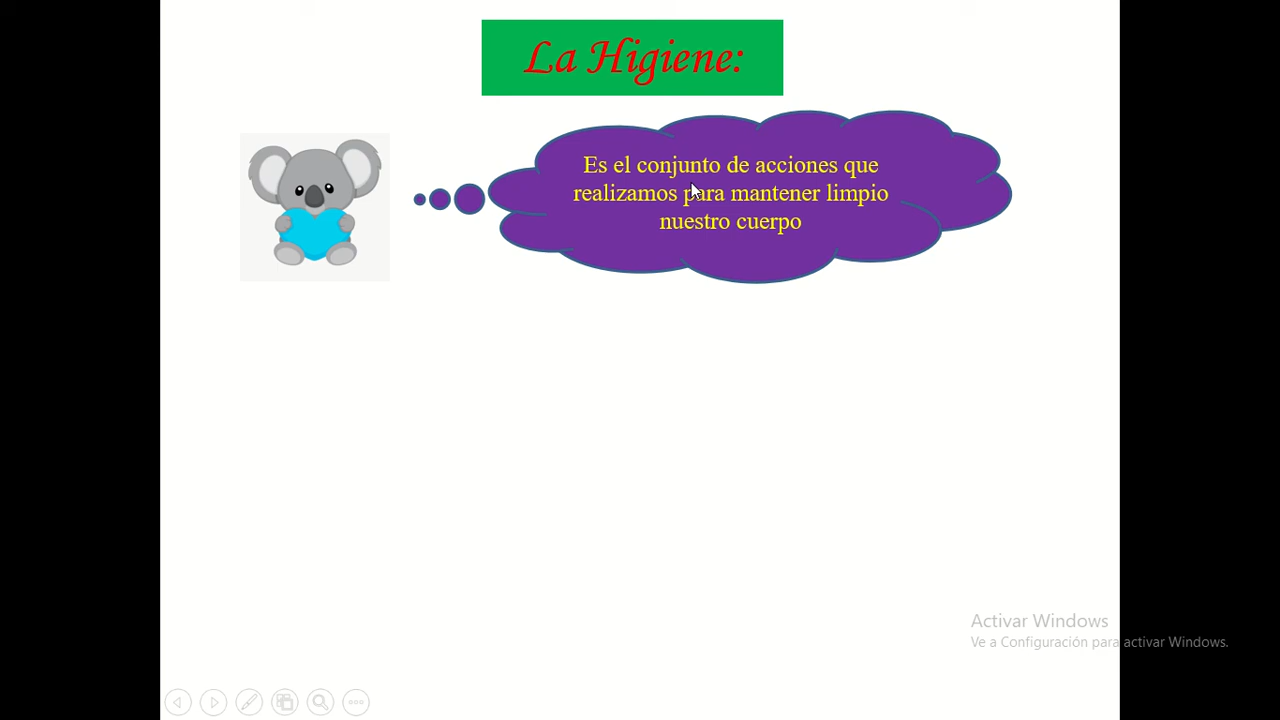 La Higiene:
Es el conjunto de acciones que
realizamos para mantener limpio
nuestro cuerpo
Activar Windows
Ve a Configuración para activar Windows.